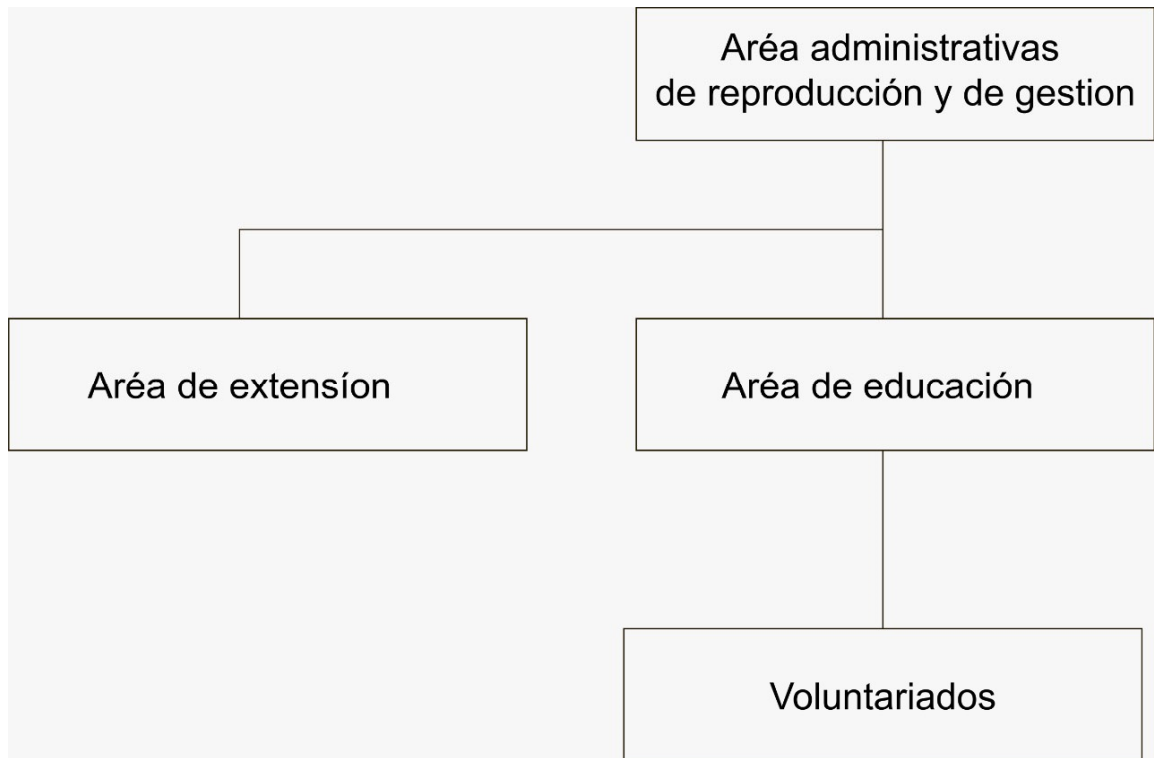 Aréa administrativas
de reproducción y de gestion
Aréa de extensíon
Aréa de educación
Voluntariados